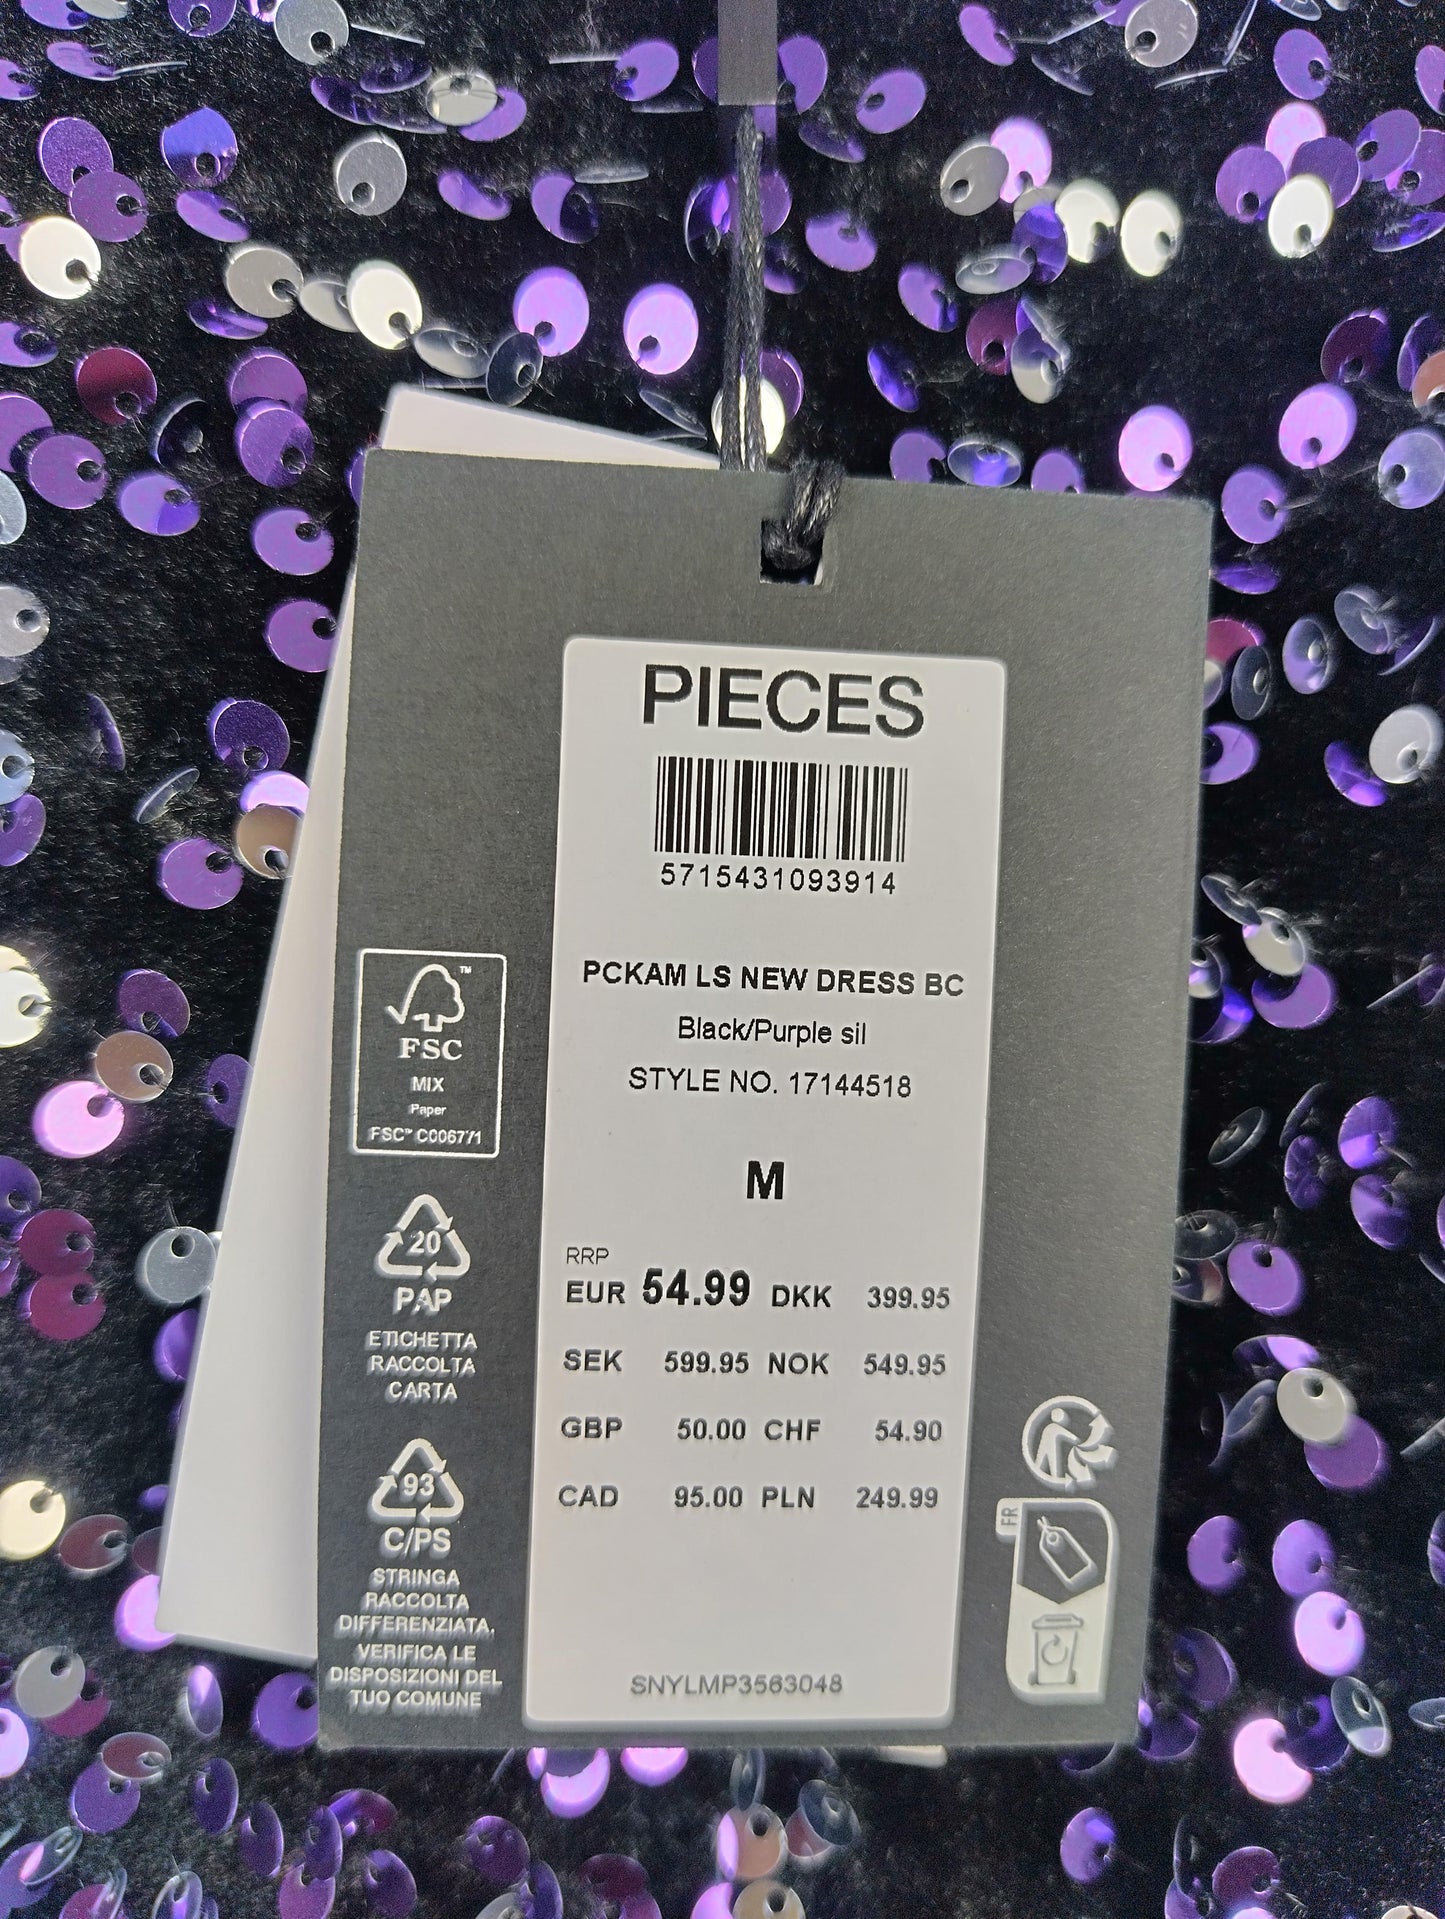 PIECES
5715431093914
PCKAM LS NEW DRESS BC
Black/Purple sil
STYLE NO. 17144518
M
RRP
EUR 54.99 DKK 399.95
SEK 599.95 NOK 549.95
GBP 50.00 CHF 54.90
CAD 95.00 PLN 249.99
SNYLMP3563048
FSC™
MIX
Paper
FSC™ C006771
20
PAP
ETICHETTA
RACCOLTA
CARTA
93
C/PS
STRINGA
RACCOLTA
DIFFERENZIATA.
VERIFICA LE
DISPOSIZIONI DEL
TUO COMUNE
FR